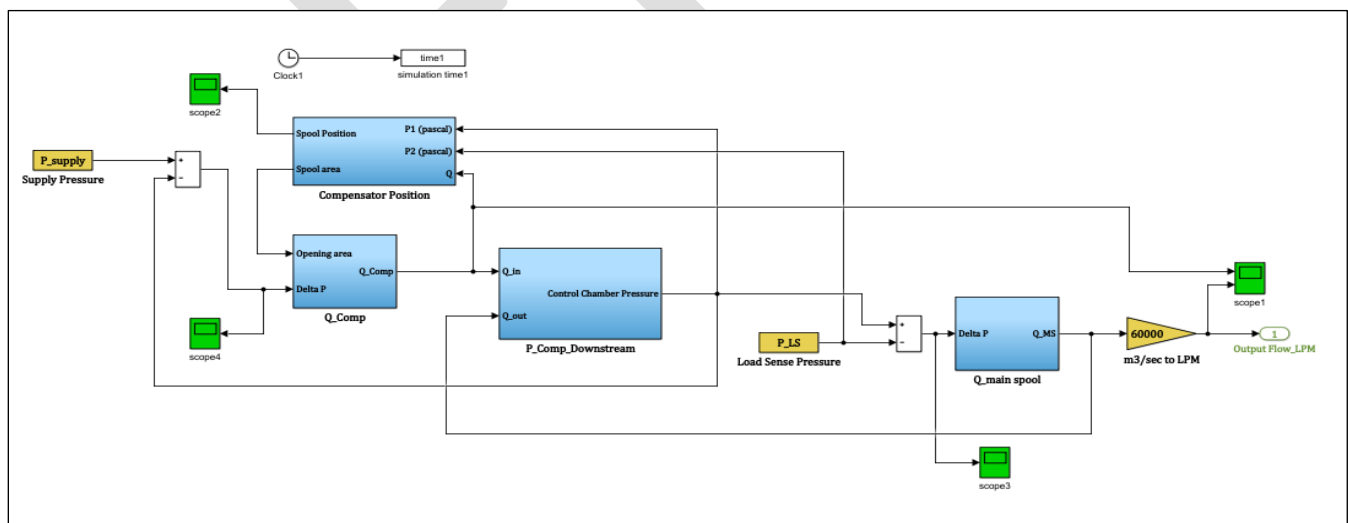 Clock1
time1
simulation time1
scope2
P_supply
Supply Pressure
+
−
Spool Position
Spool area
P1 (pascal)
P2 (pascal)
Q
Compensator Position
Opening area
Delta P
Q_Comp
Q_Comp
scope4
Q_in
Q_out
Control Chamber Pressure
P_Comp_Downstream
P_LS
Load Sense Pressure
+
−
Delta P
Q_MS
Q_main spool
scope3
60000
m3/sec to LPM
scope1
1
Output Flow_LPM